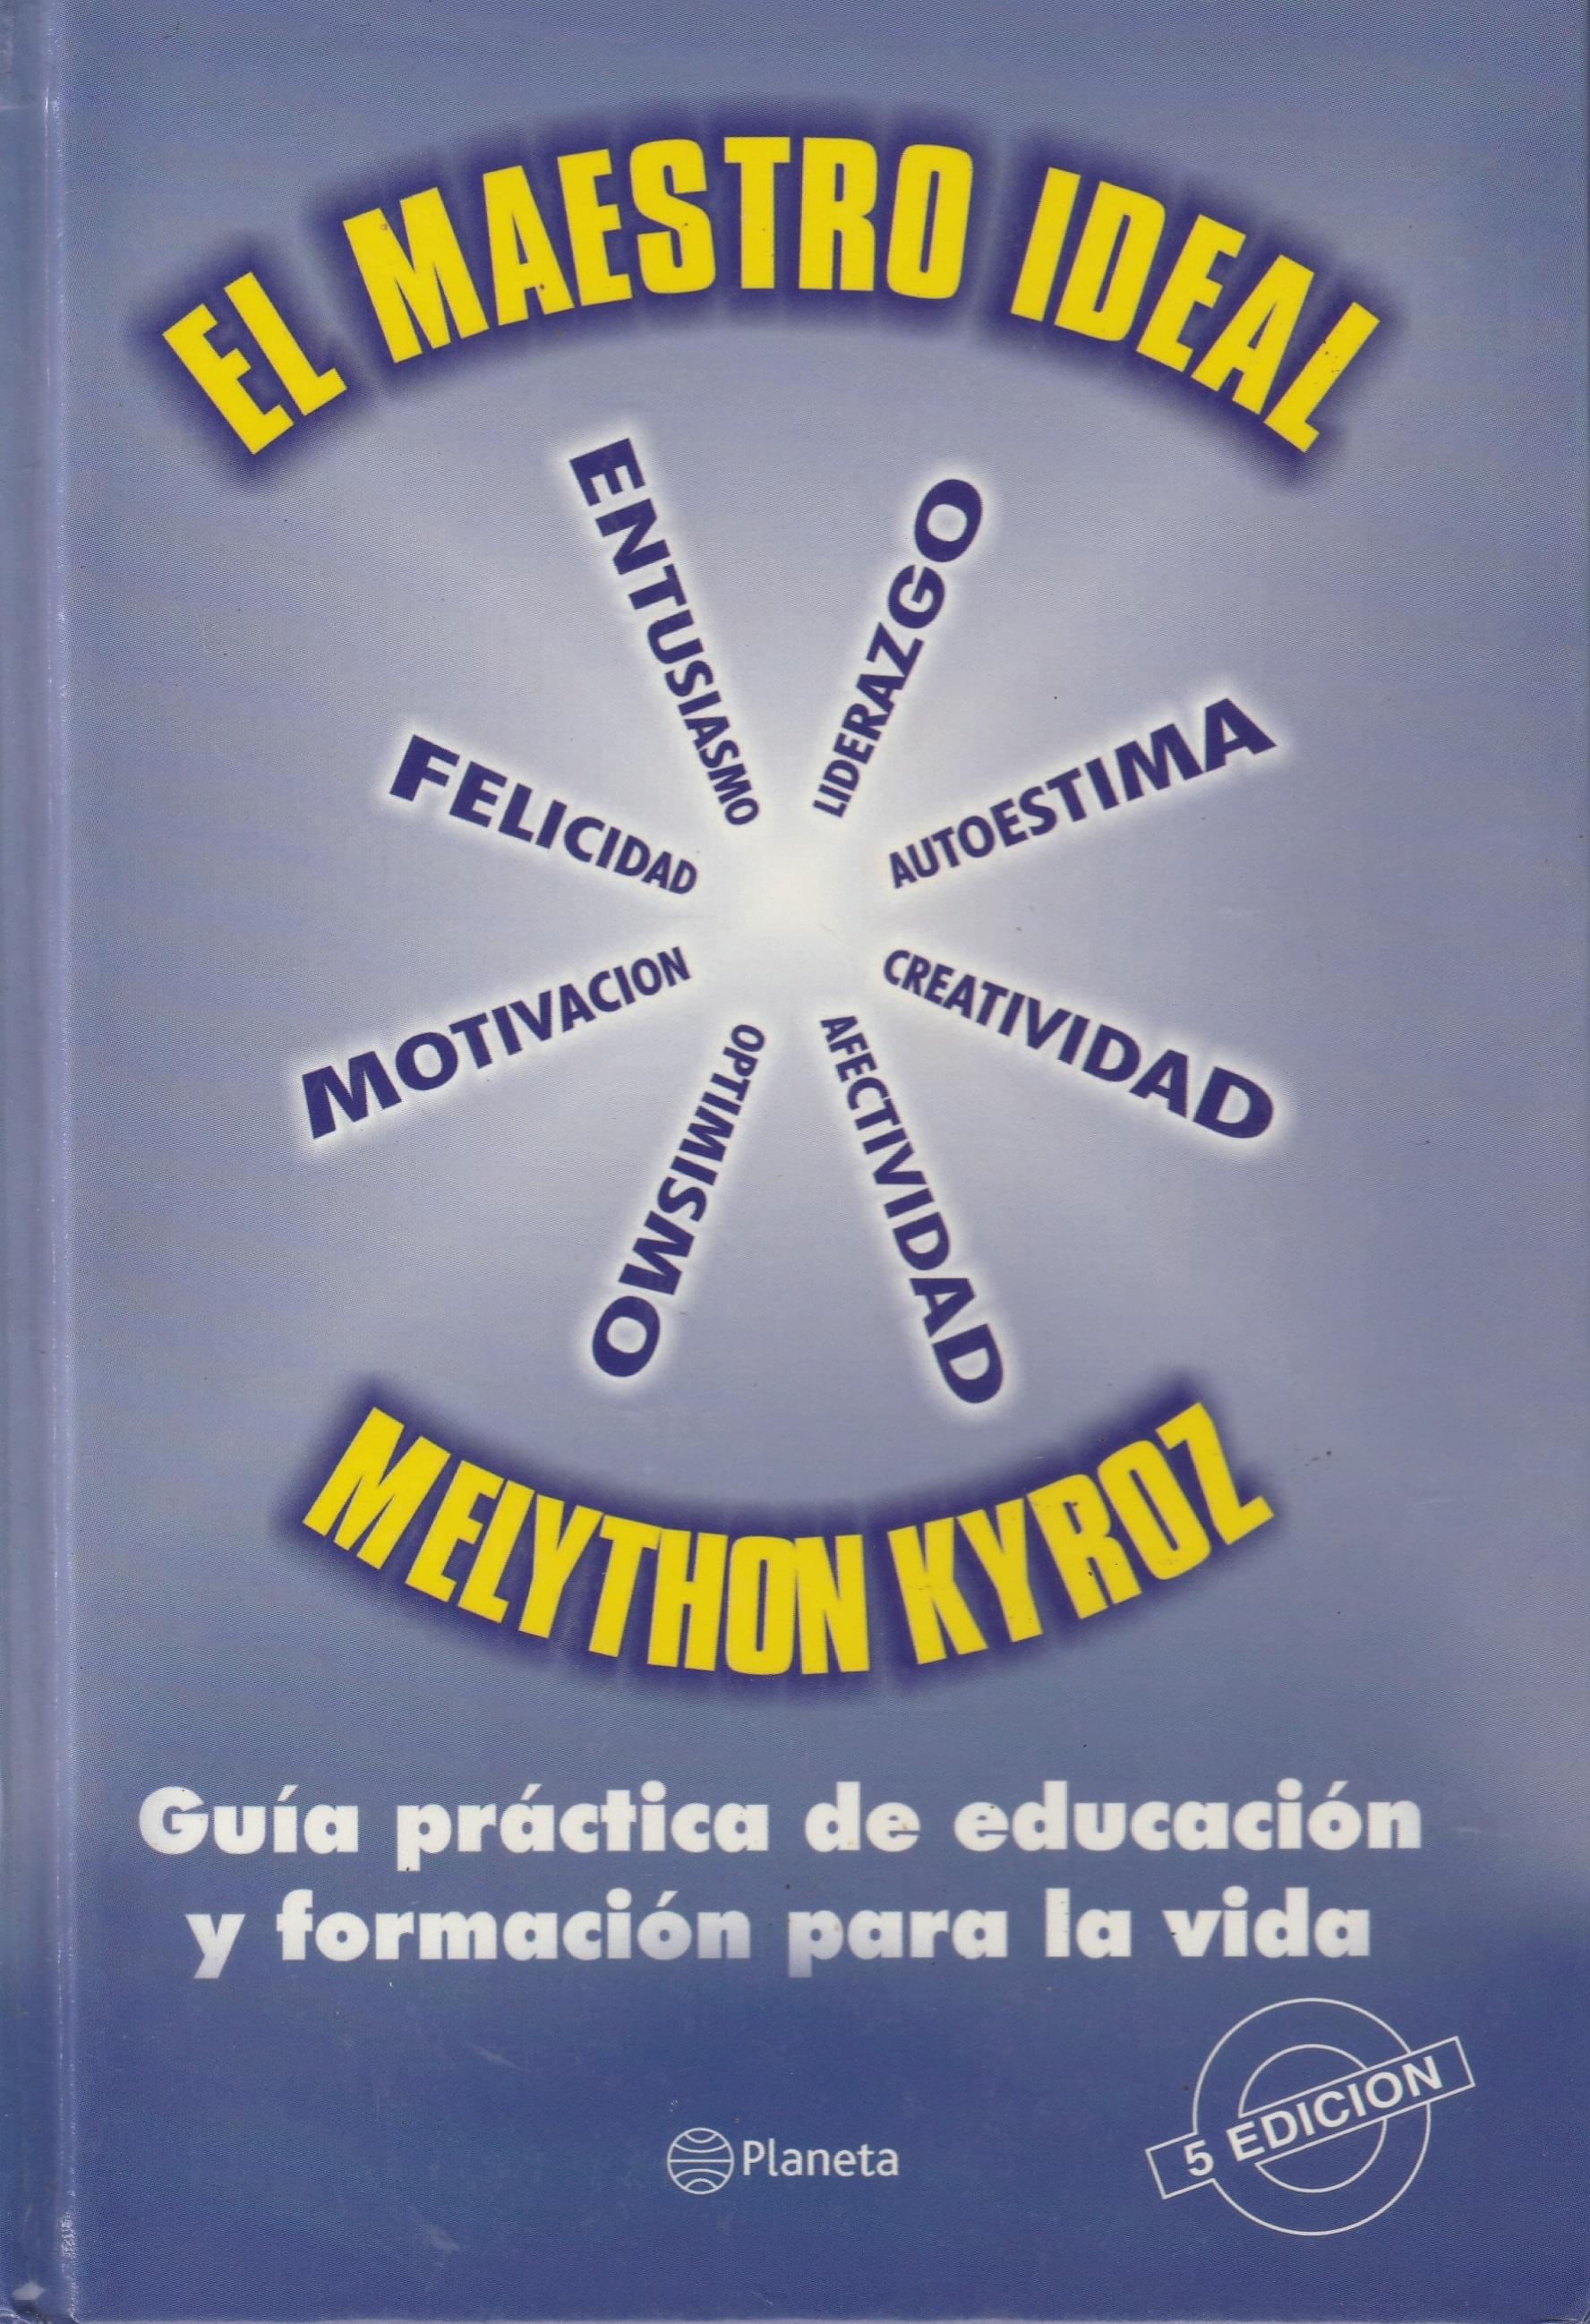 EL MAESTRO IDEAL
ENTUSIASMO
LIDERAZGO
FELICIDAD
AUTOESTIMA
MOTIVACION
CREATIVIDAD
OPTIMISMO
AFECTIVIDAD
MELYTHON KYROZ
Guía práctica de educación
y formación para la vida
5 EDICION
Planeta